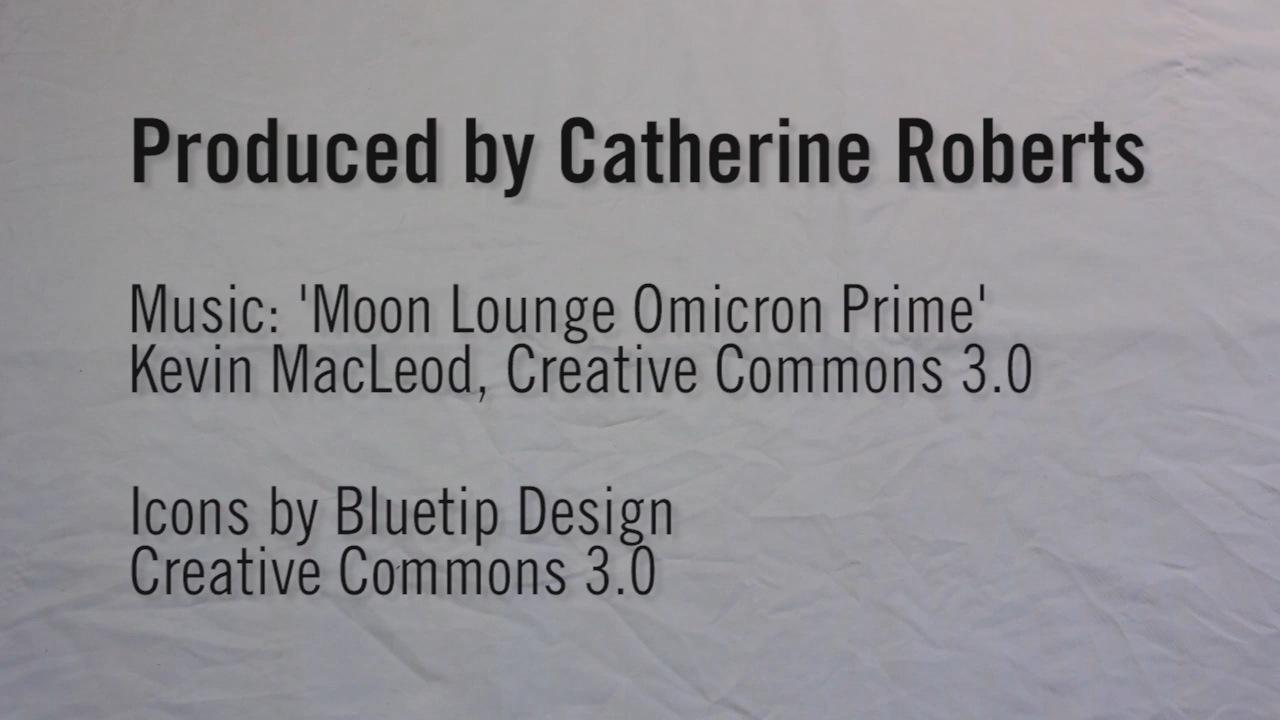 Produced by Catherine Roberts
Music: 'Moon Lounge Omicron Prime'
Kevin MacLeod, Creative Commons 3.0
Icons by Bluetip Design
Creative Commons 3.0